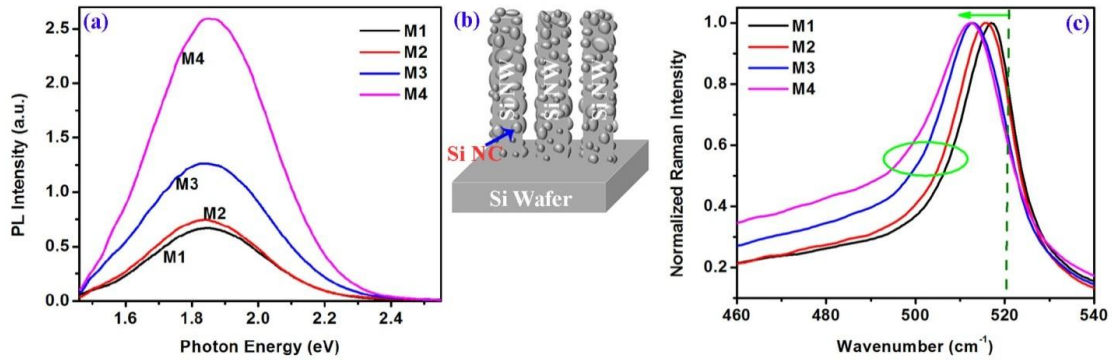 (a)
PL Intensity (a.u.)
2.5
2.0
1.5
1.0
0.5
0.0
1.6
1.8
2.0
2.2
2.4
Photon Energy (eV)
M1
M2
M3
M4
M4
M3
M2
M1
(b)
Si NW
Si NW
Si NW
Si NC
Si Wafer
(c)
Normalized Raman Intensity
1.0
0.8
0.6
0.4
0.2
460
480
500
520
540
Wavenumber (cm⁻¹)
M1
M2
M3
M4